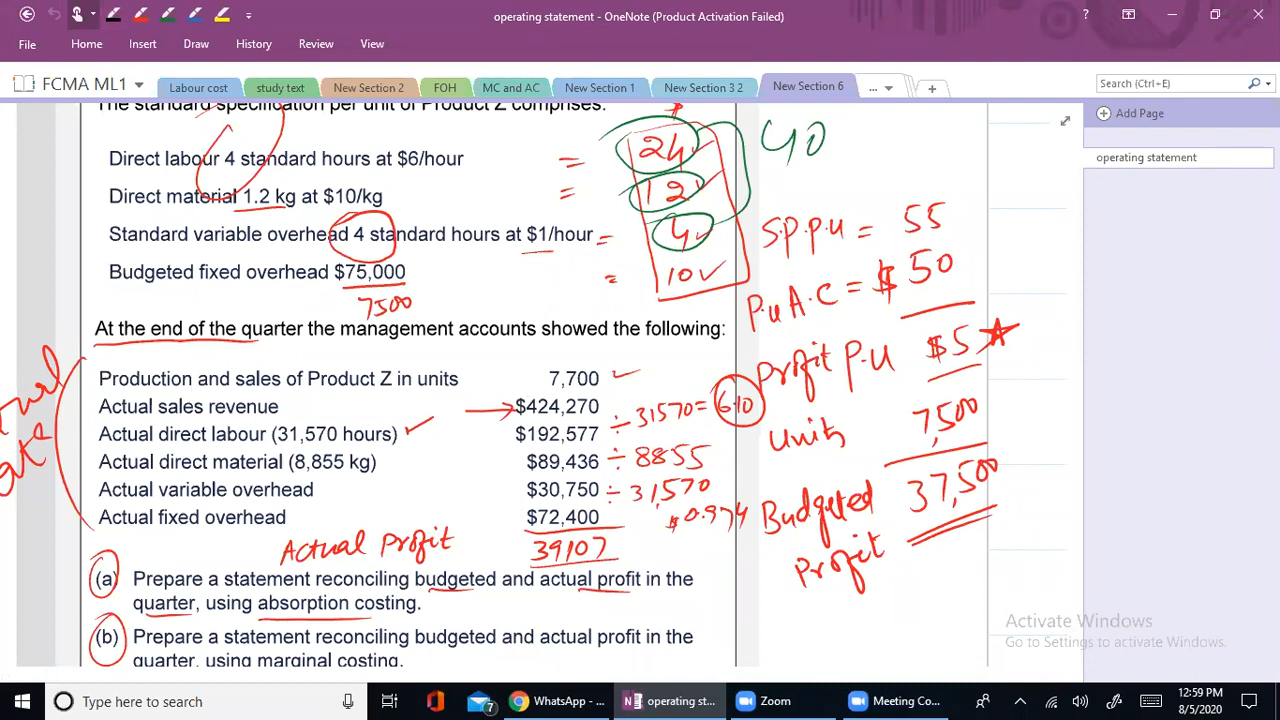 operating statement - OneNote (Product Activation Failed)
File Home Insert Draw History Review View
FCMA ML1 Labour cost study text New Section 2 FOH MC and AC New Section 1 New Section 3 2 New Section 6 ... Search (Ctrl+E)
Add Page
operating statement
The standard specification per unit of Product Z comprises:
Direct labour 4 standard hours at $6/hour = 24
Direct material 1.2 kg at $10/kg = 12
Standard variable overhead 4 standard hours at $1/hour = 4
Budgeted fixed overhead $75,000 = 10
7500
40
S.P.P.U = 55
P.U A.C = $50
Profit P.U $5
Units 7,500
Budgeted Profit 37,500
At the end of the quarter the management accounts showed the following:
Production and sales of Product Z in units 7,700
Actual sales revenue $424,270
Actual direct labour (31,570 hours) $192,577 ÷ 31570 = 6.10
Actual direct material (8,855 kg) $89,436 ÷ 8855
Actual variable overhead $30,750 ÷ 31,570
$0.974
Actual fixed overhead $72,400
Actual Profit 39107
(a) Prepare a statement reconciling budgeted and actual profit in the
quarter, using absorption costing.
(b) Prepare a statement reconciling budgeted and actual profit in the
quarter, using marginal costing.
Activate Windows
Go to Settings to activate Windows.
Type here to search
7
WhatsApp - ... operating sta... Zoom Meeting Co...
12:59 PM
8/5/2020